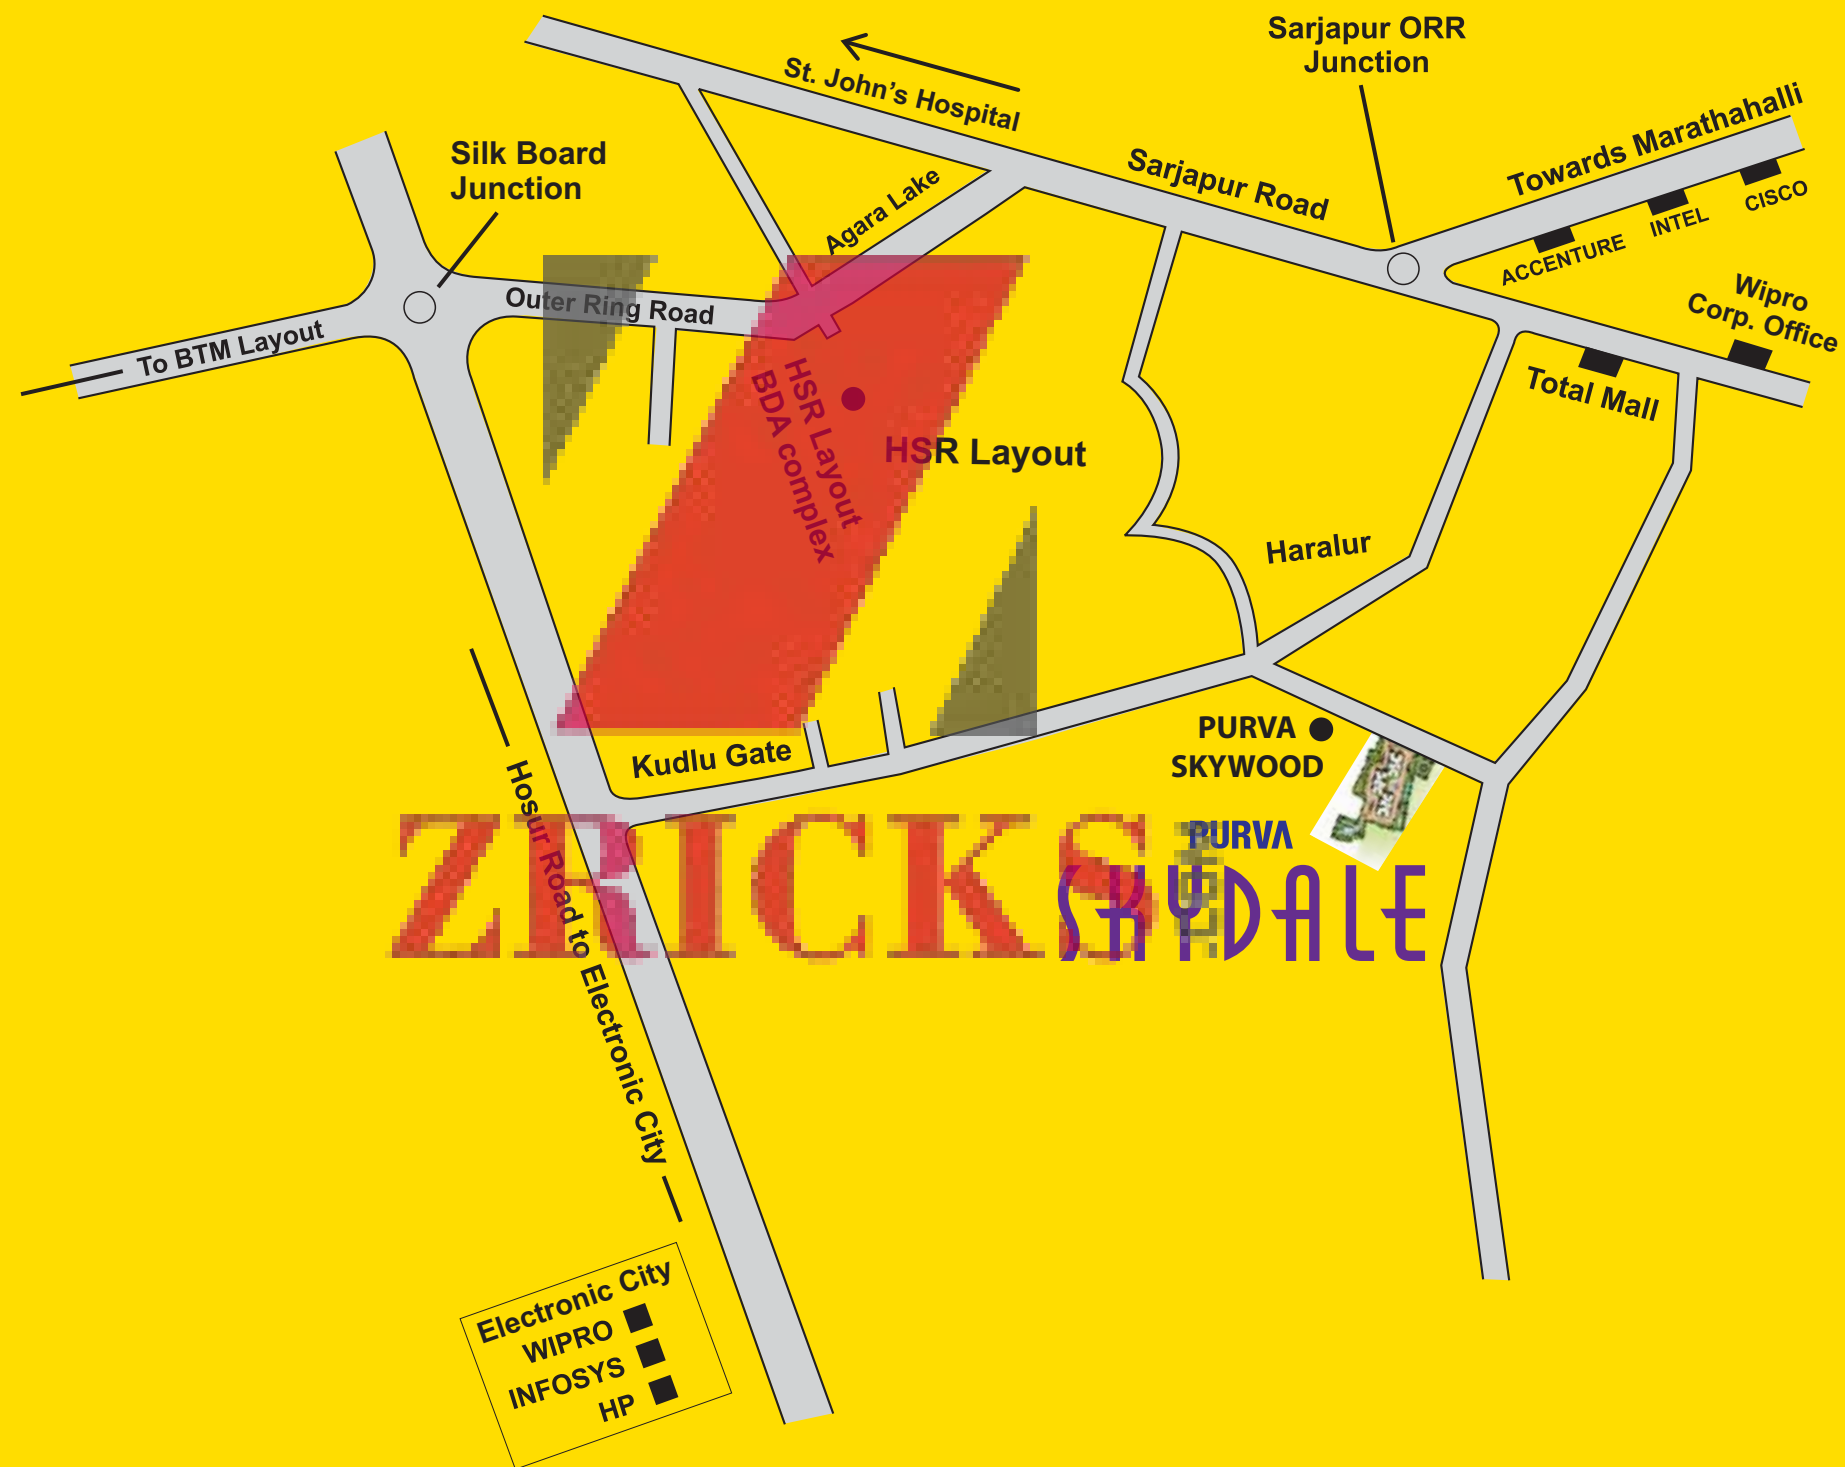 Sarjapur ORR
Junction
St. John's Hospital
Towards Marathahalli
Silk Board
Junction
Sarjapur Road
Agara Lake
CISCO
INTEL
ACCENTURE
Wipro
Corp. Office
Outer Ring Road
To BTM Layout
Total Mall
HSR Layout
BDA complex
HSR Layout
Haralur
PURVA
SKYWOOD
Kudlu Gate
Hosur Road to Electronic City
ZRICKS
.com
PURVA
SKYDALE
Electronic City
WIPRO
INFOSYS
HP